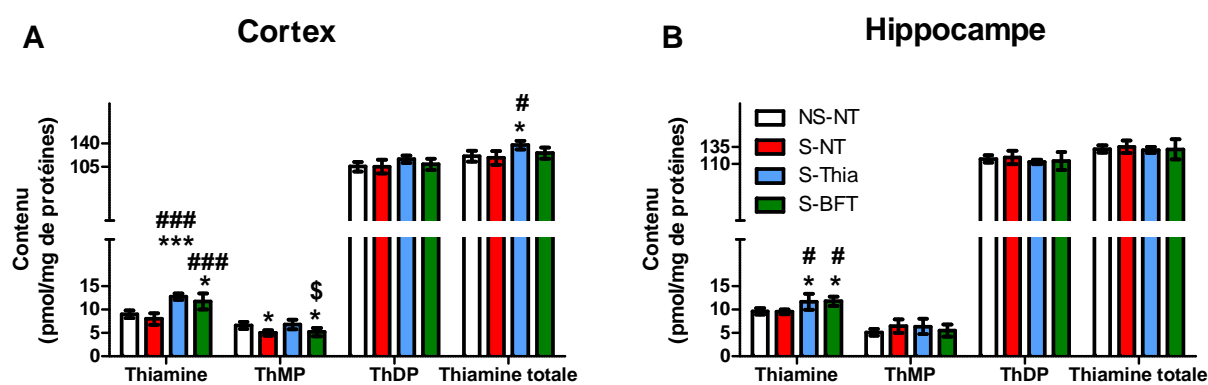 A Cortex
Contenu
(pmol/mg de protéines)
140
105
15
10
5
0
###
***
###
*
*
$
*
#
*
Thiamine ThMP ThDP Thiamine totale
B Hippocampe
Contenu
(pmol/mg de protéines)
135
110
15
10
5
0
NS-NT
S-NT
S-Thia
S-BFT
# #
* *
Thiamine ThMP ThDP Thiamine totale